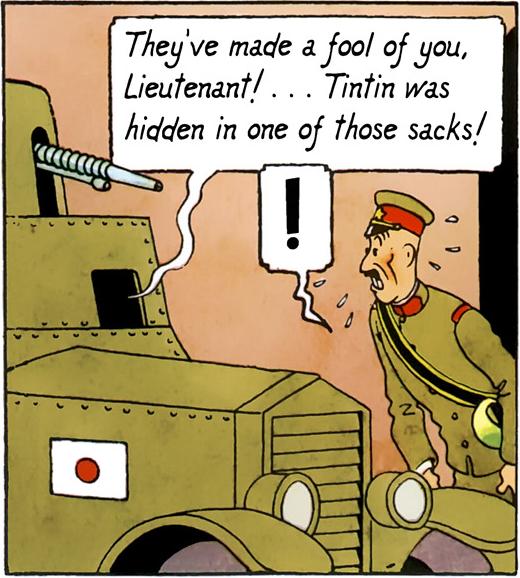 They've made a fool of you,
Lieutenant! . . . Tintin was
hidden in one of those sacks!
!